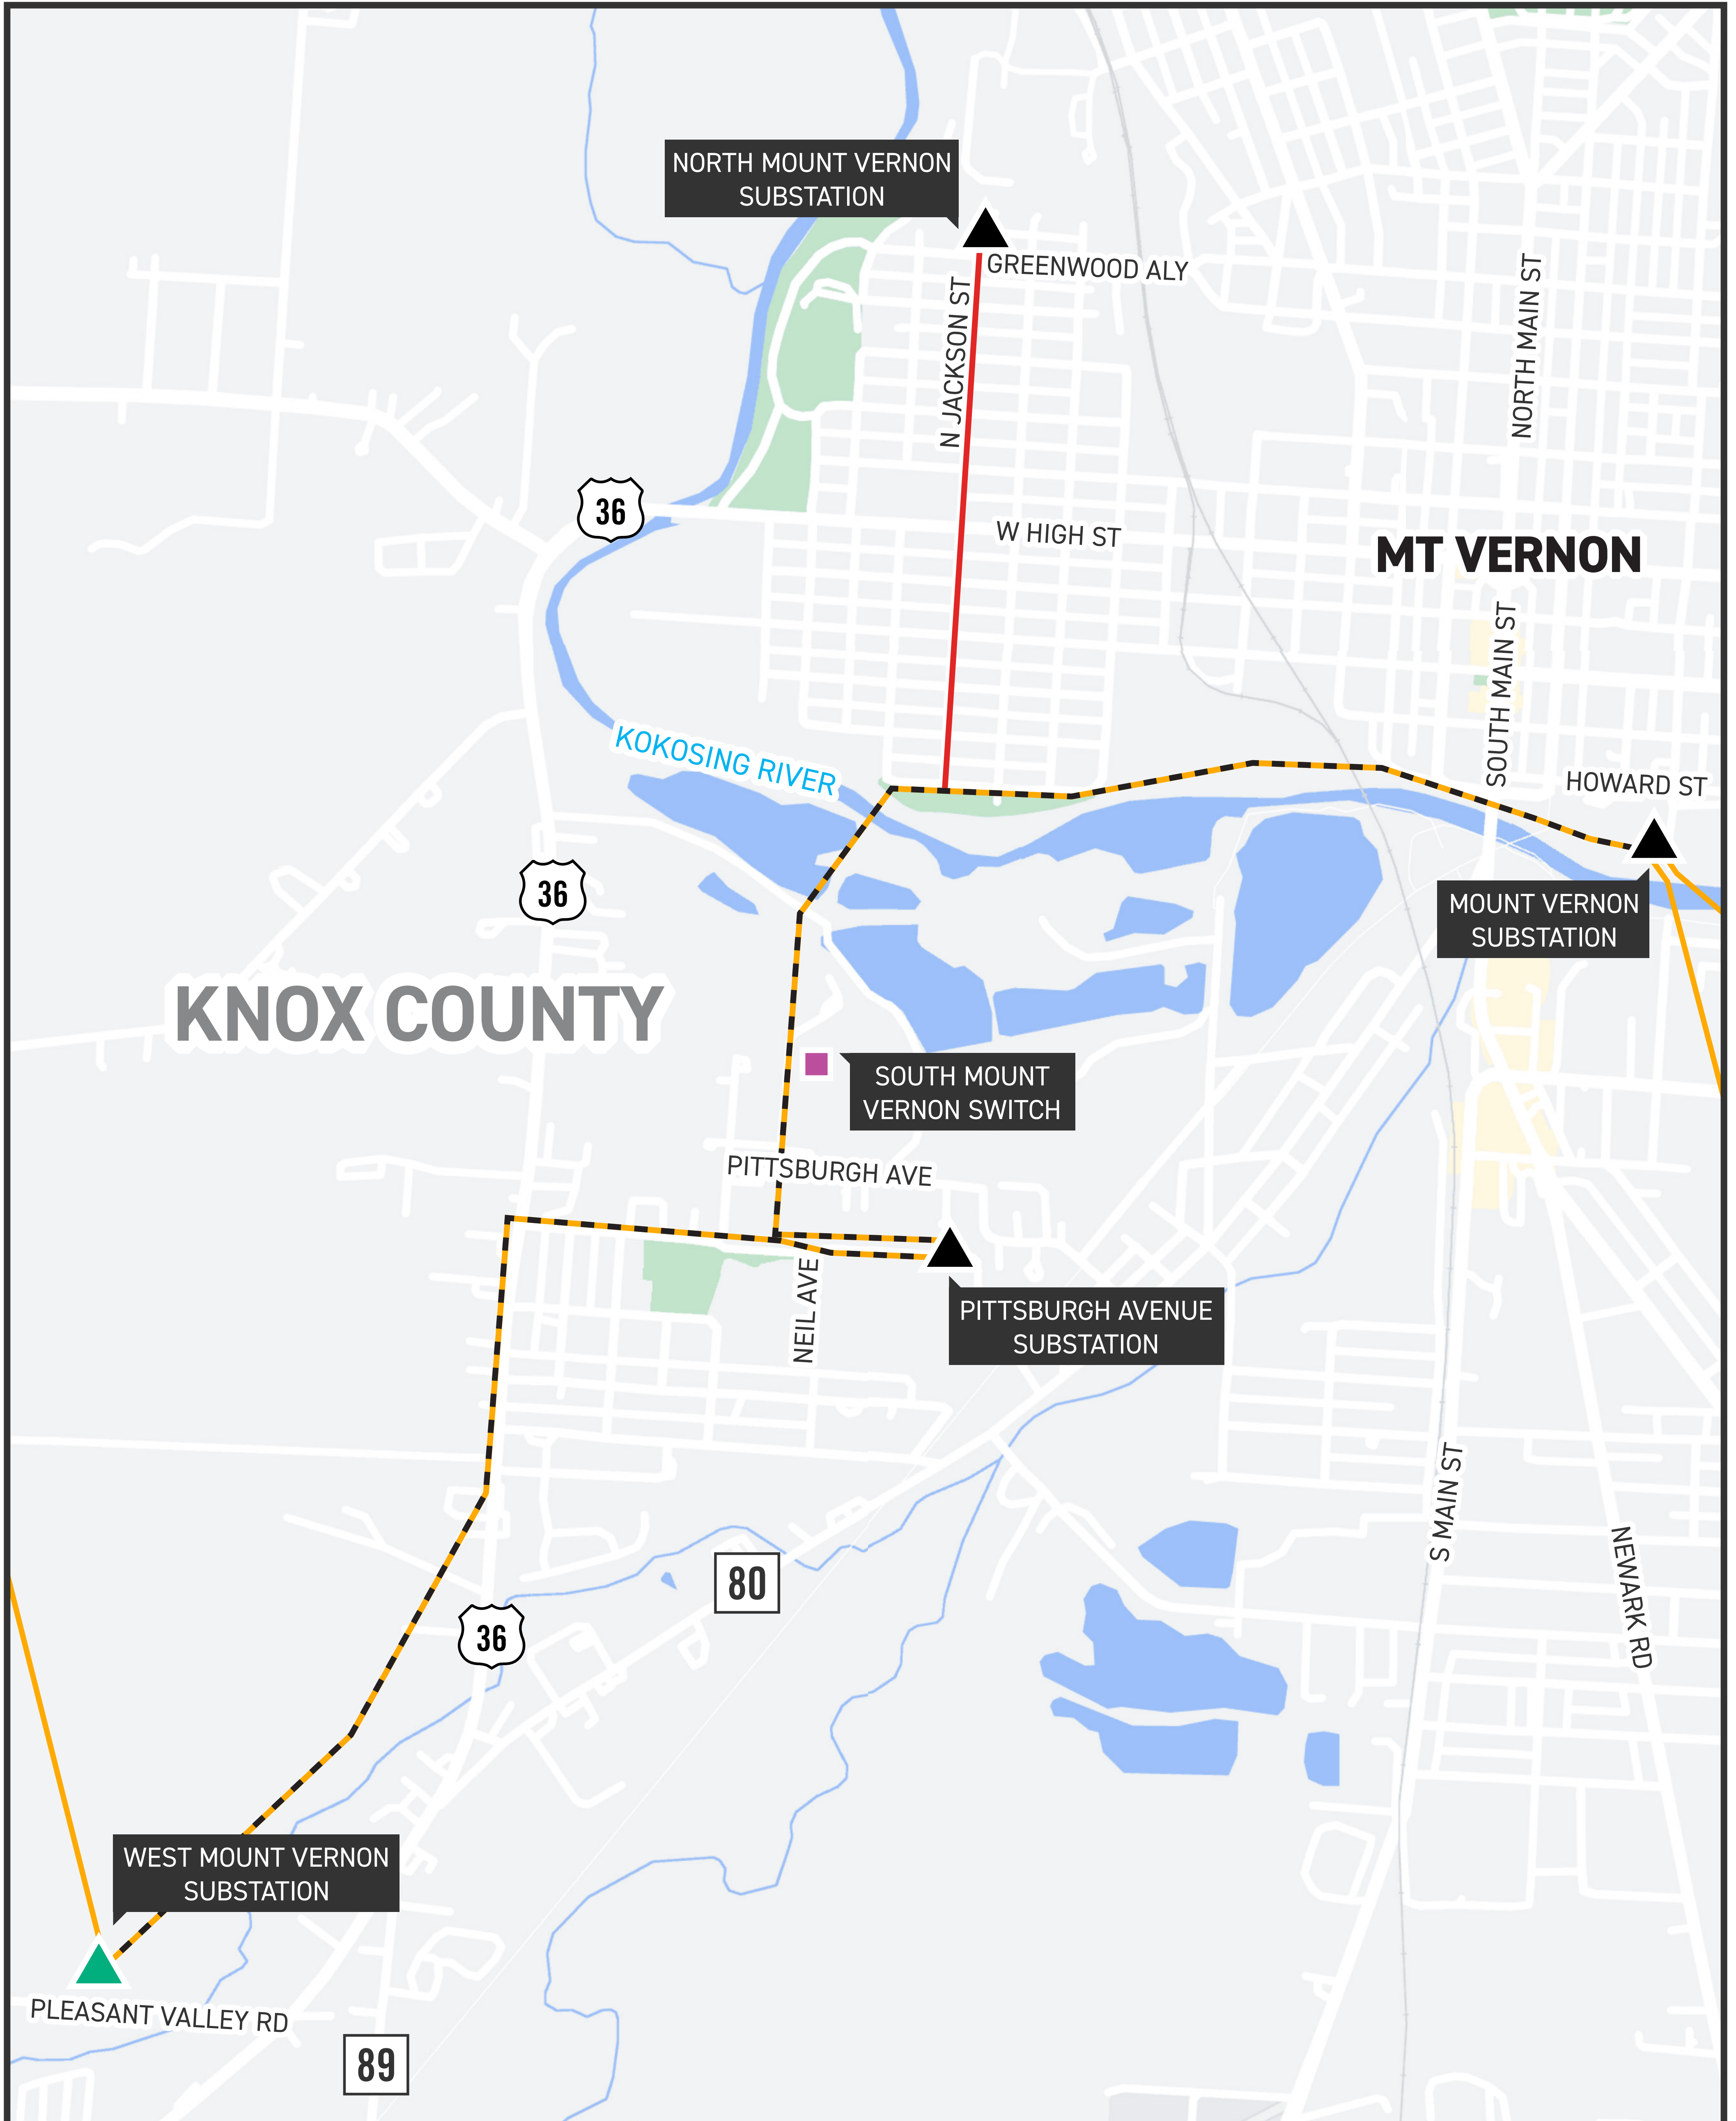 NORTH MOUNT VERNON
SUBSTATION
GREENWOOD ALY
N JACKSON ST
NORTH MAIN ST
36
W HIGH ST
MT VERNON
SOUTH MAIN ST
KOKOSING RIVER
HOWARD ST
36
MOUNT VERNON
SUBSTATION
KNOX COUNTY
SOUTH MOUNT
VERNON SWITCH
PITTSBURGH AVE
NEIL AVE
PITTSBURGH AVENUE
SUBSTATION
S MAIN ST
80
NEWARK RD
36
WEST MOUNT VERNON
SUBSTATION
PLEASANT VALLEY RD
89